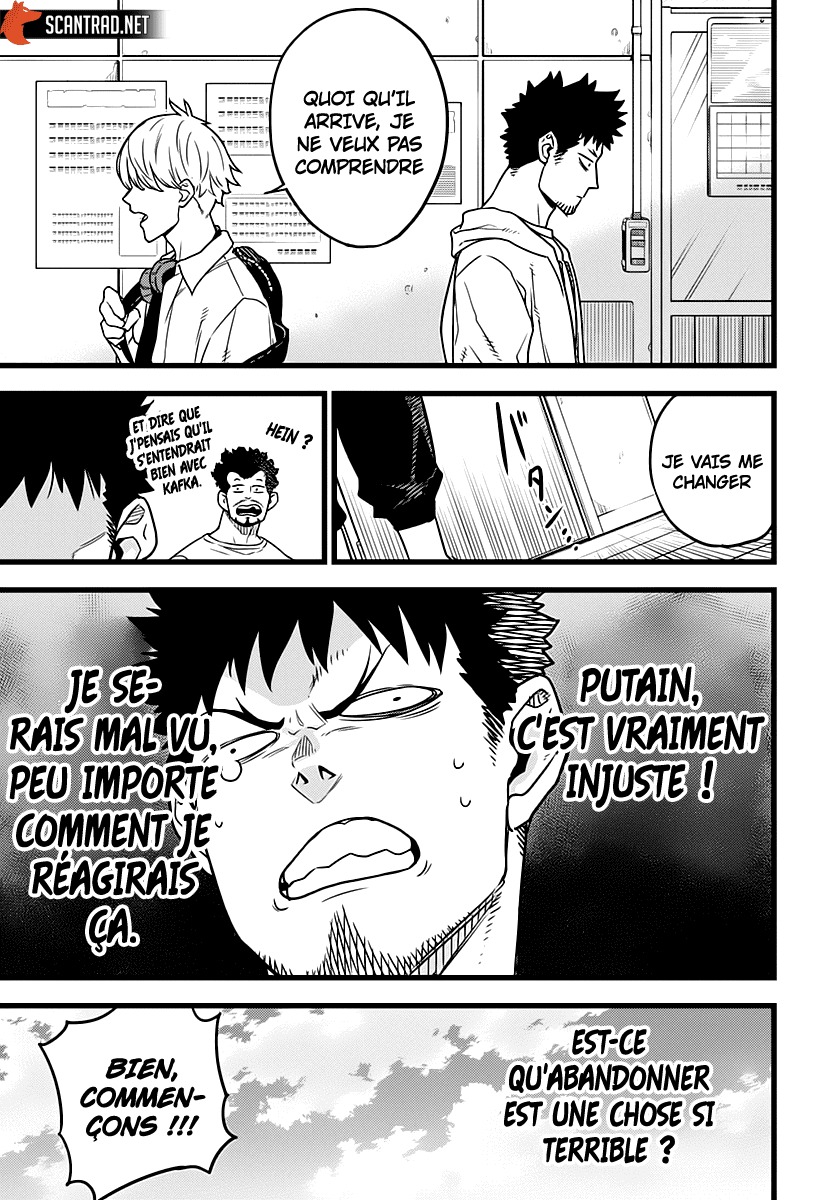 SCANTRAD.NET
QUOI QU'IL
ARRIVE, JE
NE VEUX PAS
COMPRENDRE
JE VAIS ME
CHANGER
タン
HEIN ?
ET DIRE QUE
J'PENSAIS QU'IL
S'ENTENDRAIT
BIEN AVEC
KAFKA.
PUTAIN,
C'EST VRAIMENT
INJUSTE !
JE SE-
RAIS MAL VU,
PEU IMPORTE
COMMENT JE
RÉAGIRAIS
ÇA.
EST-CE
QU'ABANDONNER
EST UNE CHOSE SI
TERRIBLE ?
BIEN,
COMMEN-
ÇONS !!!